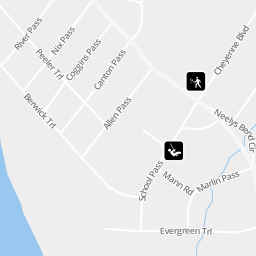 River Pass
Nix Pass
Peeler Trl
Coggins Pass
Canton Pass
Cheyenne Blvd
Berwick Trl
Allen Pass
Neelys Bend Cir
School Pass
Mann Rd
Marlin Pass
Evergreen Trl